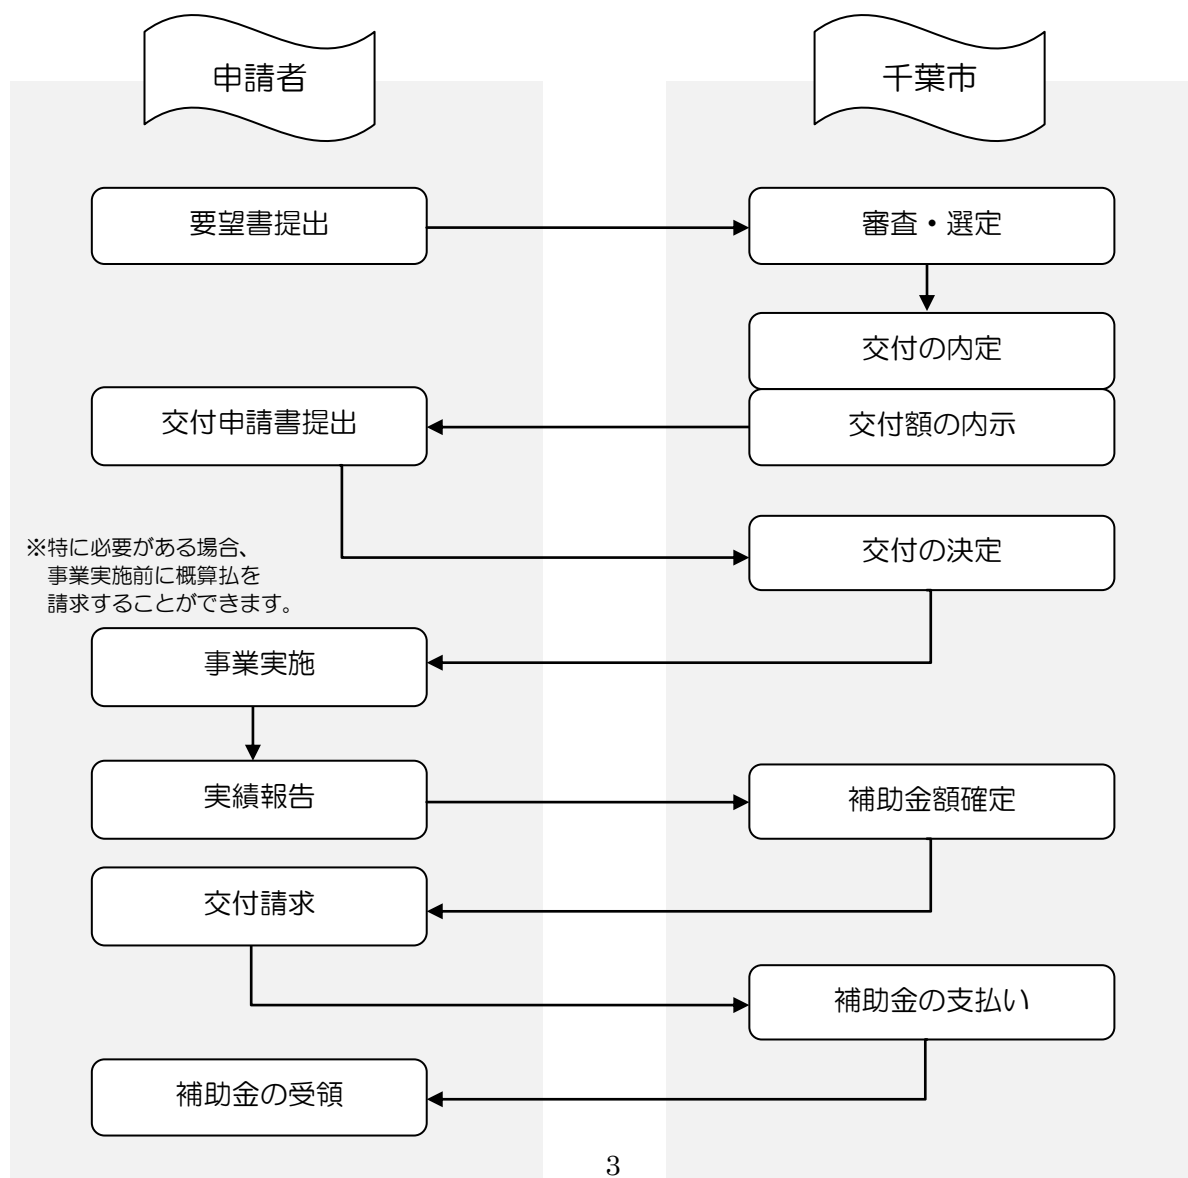 申請者
千葉市
要望書提出
審査・選定
交付の内定
交付額の内示
交付申請書提出
交付の決定
※特に必要がある場合、
事業実施前に概算払を
請求することができます。
事業実施
実績報告
補助金額確定
交付請求
補助金の支払い
補助金の受領
3